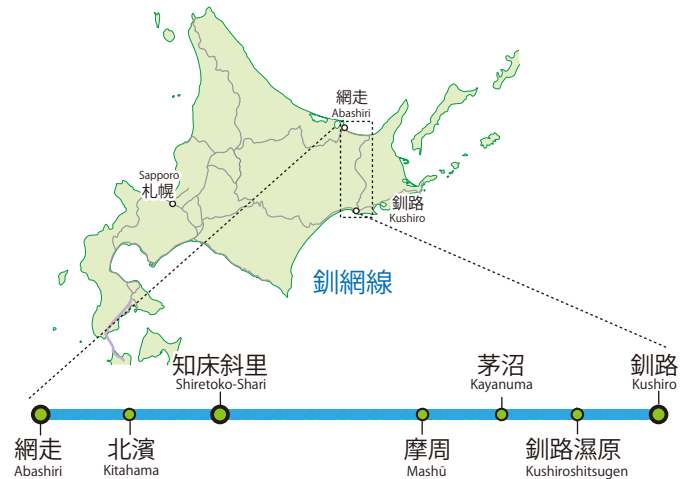 網走
Abashiri
Sapporo
札幌
釧路
Kushiro
釧網線
知床斜里
Shiretoko-Shari
茅沼
Kayanuma
釧路
Kushiro
網走
Abashiri
北濱
Kitahama
摩周
Mashū
釧路濕原
Kushiroshitsugen